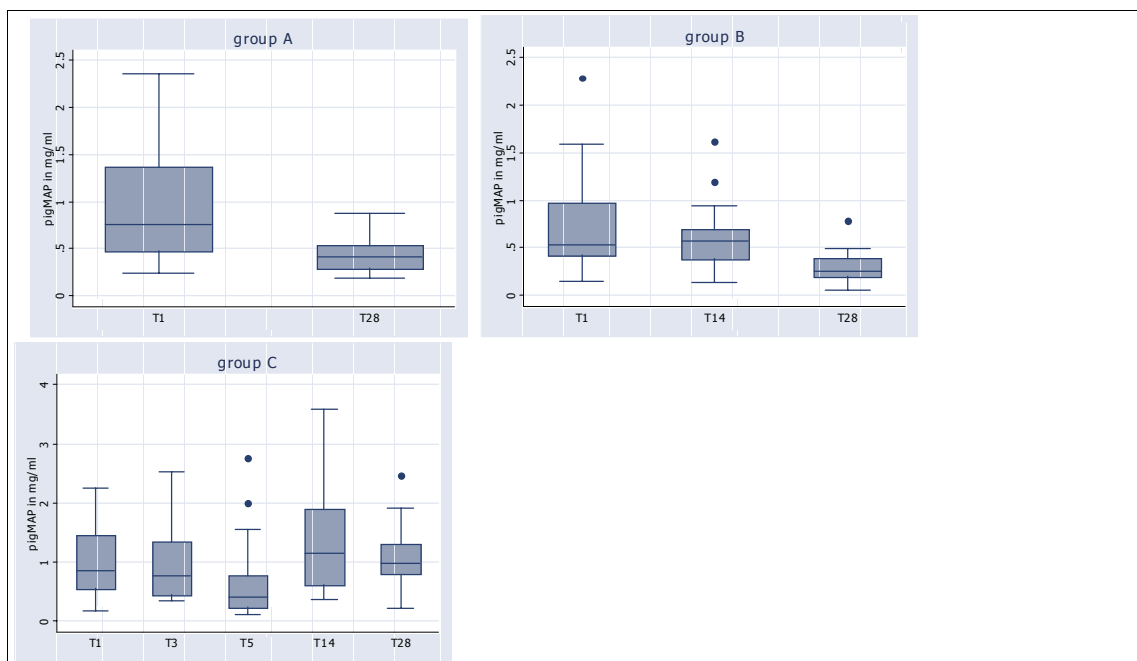 group A
pigMAP in mg/ml
2.5
2
1.5
1
.5
0
T1 T28
group B
pigMAP in mg/ml
2.5
2
1.5
1
.5
0
T1 T14 T28
group C
pigMAP in mg/ml
4
3
2
1
0
T1 T3 T5 T14 T28